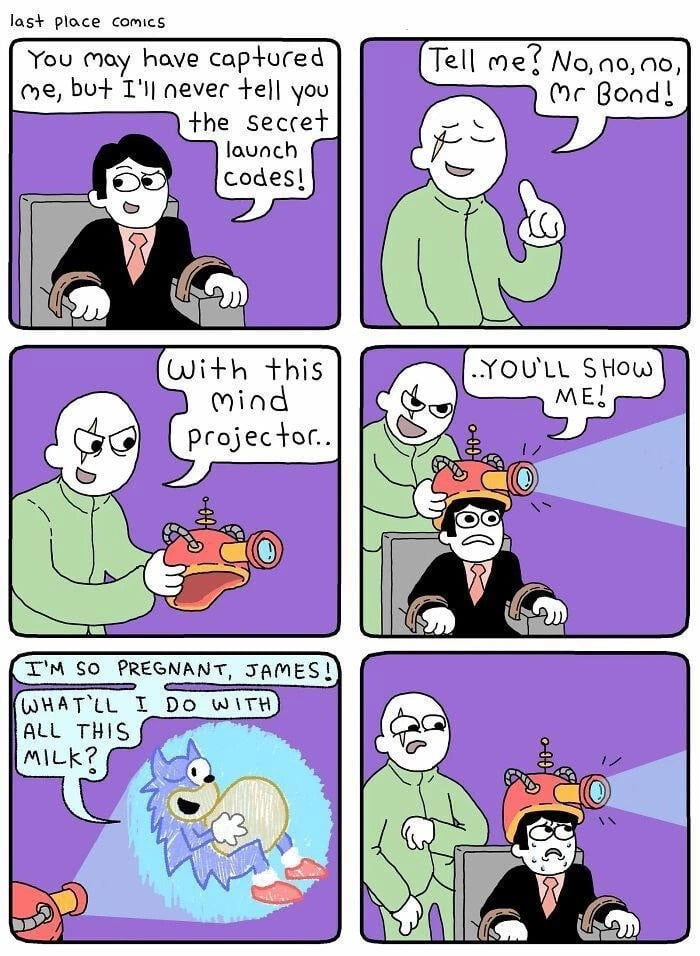 last place comics
You may have captured
me, but I'll never tell you
the secret
launch
codes!
Tell me? No, no, no,
Mr Bond!
With this
mind
projector..
..YOU'LL SHOW
ME!
I'M SO PREGNANT, JAMES!
WHAT'LL I DO WITH
ALL THIS
MILK?